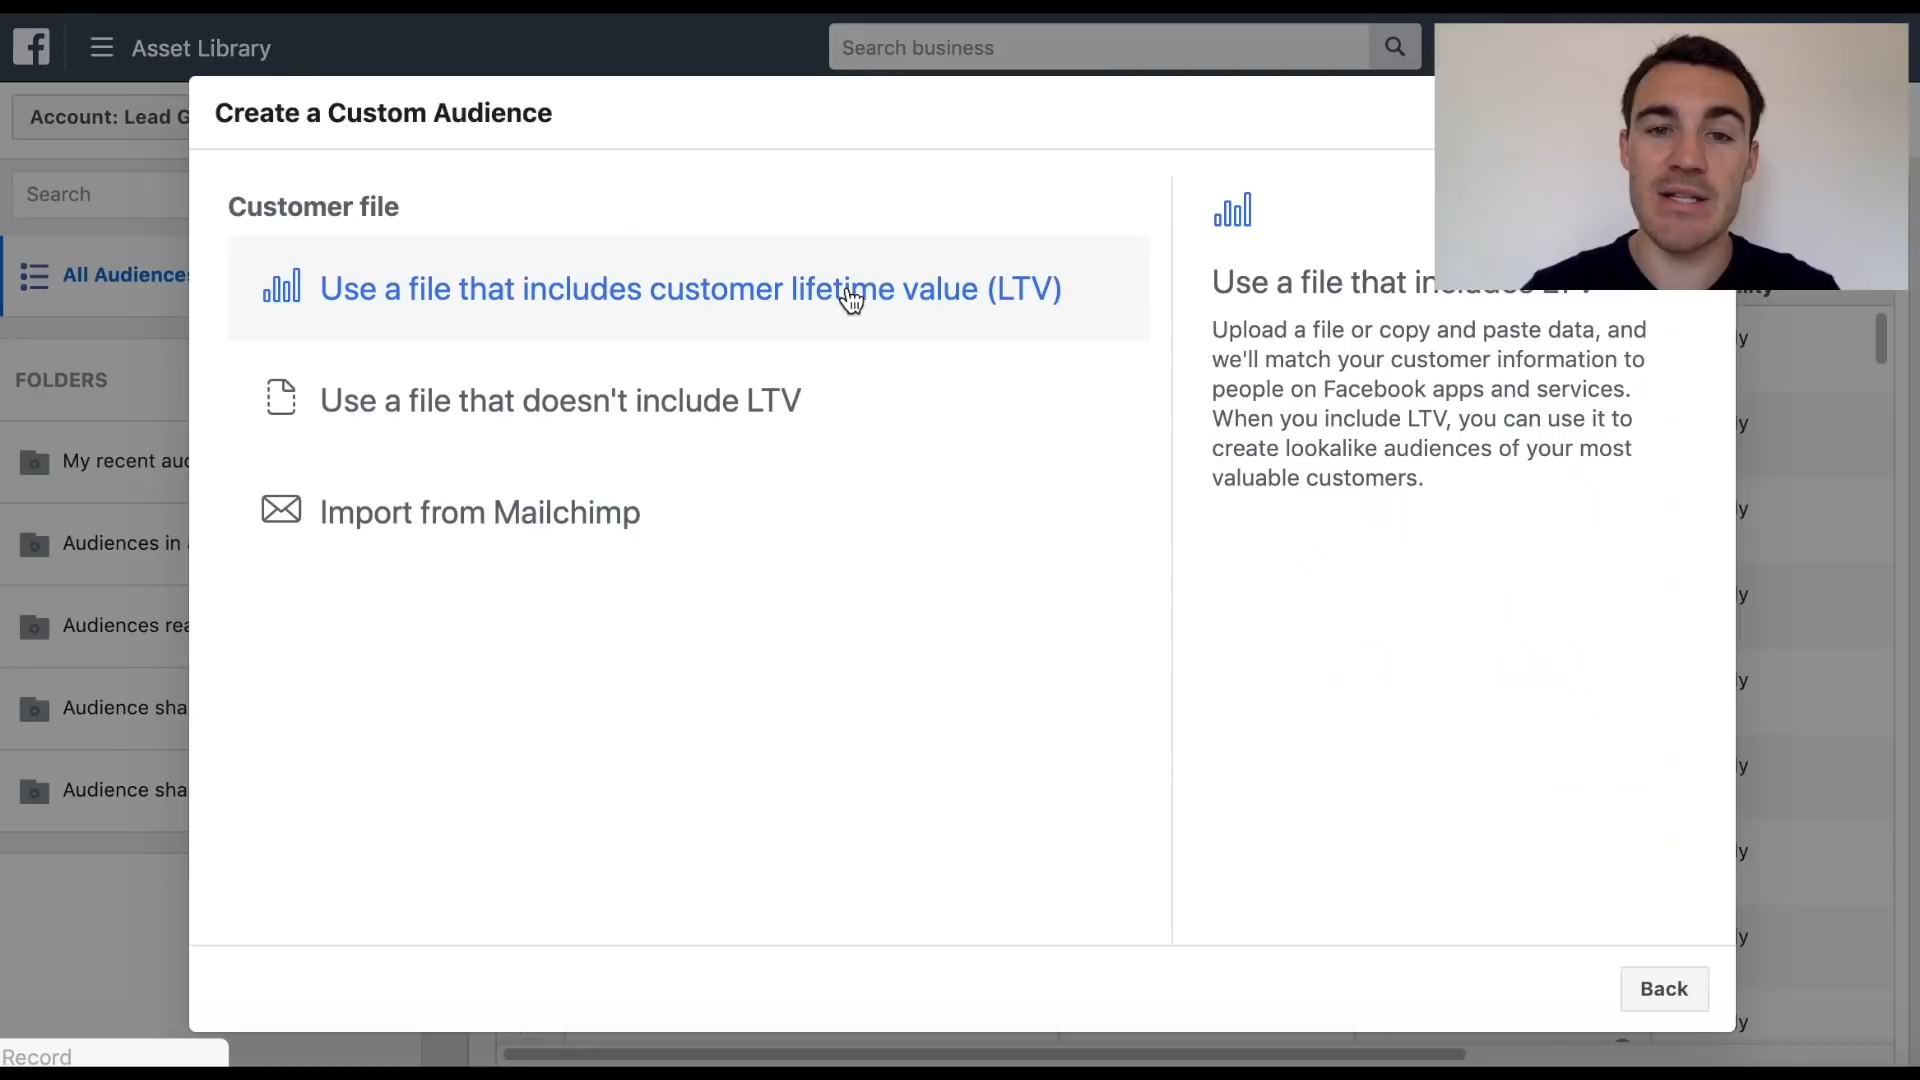 Asset Library
Search business
Account: Lead G
Create a Custom Audience
Search
Customer file
All Audiences
Use a file that includes customer lifetime value (LTV)
Use a file that
Upload a file or copy and paste data, and
we'll match your customer information to
people on Facebook apps and services.
When you include LTV, you can use it to
create lookalike audiences of your most
valuable customers.
FOLDERS
Use a file that doesn't include LTV
My recent aud
Import from Mailchimp
Audiences in
Audiences rea
Audience sha
Audience sha
Back
Record